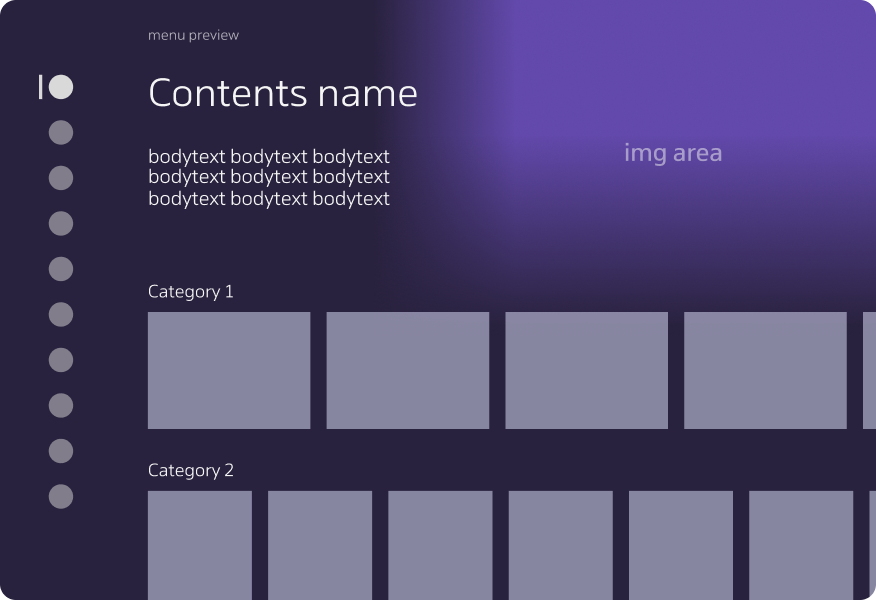 menu preview
Contents name
bodytext bodytext bodytext
bodytext bodytext bodytext
bodytext bodytext bodytext
img area
Category 1
Category 2